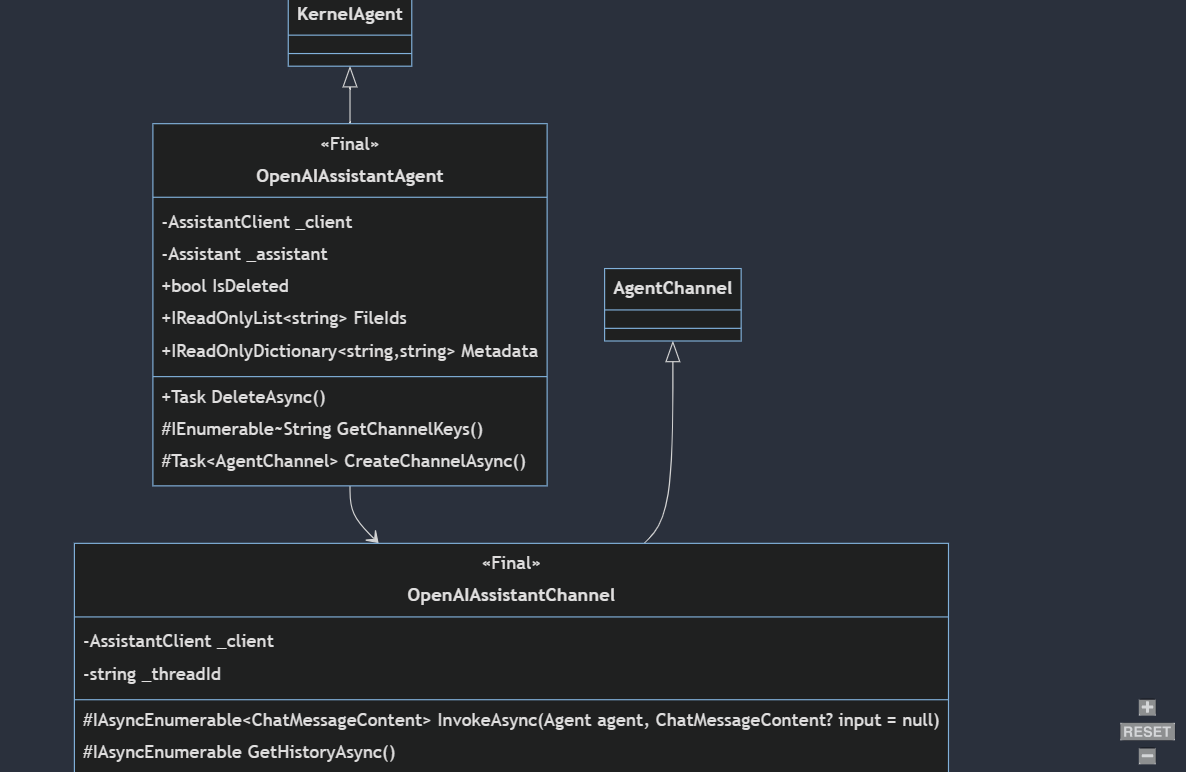 KernelAgent
«Final»
OpenAIAssistantAgent
-AssistantClient _client
-Assistant _assistant
+bool IsDeleted
+IReadOnlyList<string> FileIds
+IReadOnlyDictionary<string,string> Metadata
+Task DeleteAsync()
#IEnumerable~String GetChannelKeys()
#Task<AgentChannel> CreateChannelAsync()
AgentChannel
«Final»
OpenAIAssistantChannel
-AssistantClient _client
-string _threadId
#IAsyncEnumerable<ChatMessageContent> InvokeAsync(Agent agent, ChatMessageContent? input = null)
#IAsyncEnumerable GetHistoryAsync()
+
RESET
-